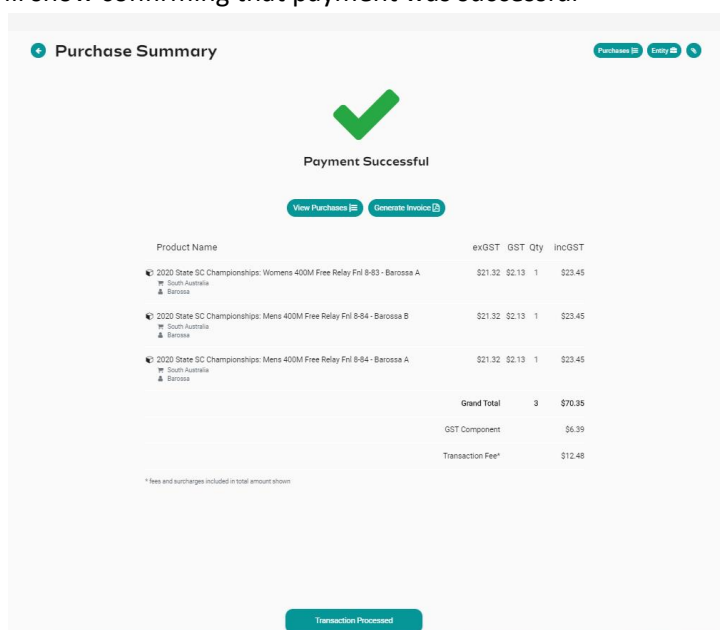 show confirming that payment was successful
Purchase Summary
Purchases
Entity
Payment Successful
View Purchases
Generate Invoice
Product Name exGST GST Qty incGST
2020 State SC Championships: Womens 400M Free Relay Fnl 8-83 - Barossa A $21.32 $2.13 1 $23.45
South Australia
Barossa
2020 State SC Championships: Mens 400M Free Relay Fnl 8-84 - Barossa B $21.32 $2.13 1 $23.45
South Australia
Barossa
2020 State SC Championships: Mens 400M Free Relay Fnl 8-84 - Barossa A $21.32 $2.13 1 $23.45
South Australia
Barossa
Grand Total 3 $70.35
GST Component $6.39
Transaction Fee* $12.48
* fees and surcharges included in total amount shown
Transaction Processed